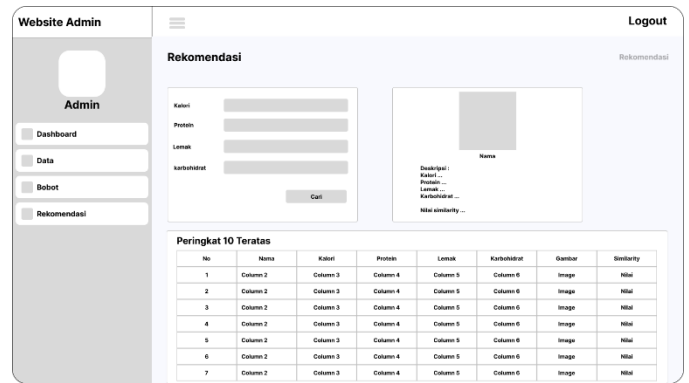 Website Admin
Logout
Admin
Dashboard
Data
Bobot
Rekomendasi
Rekomendasi
Rekomendasi
Kalori
Protein
Lemak
karbohidrat
Cari
Nama
Deskripsi :
Kalori ...
Protein ...
Lemak ...
Karbohidrat ...
Nilai similarity ...
Peringkat 10 Teratas
No Nama Kalori Protein Lemak Karbohidrat Gambar Similarity
1 Column 2 Column 3 Column 4 Column 5 Column 6 Image Nilai
2 Column 2 Column 3 Column 4 Column 5 Column 6 Image Nilai
3 Column 2 Column 3 Column 4 Column 5 Column 6 Image Nilai
4 Column 2 Column 3 Column 4 Column 5 Column 6 Image Nilai
5 Column 2 Column 3 Column 4 Column 5 Column 6 Image Nilai
6 Column 2 Column 3 Column 4 Column 5 Column 6 Image Nilai
7 Column 2 Column 3 Column 4 Column 5 Column 6 Image Nilai